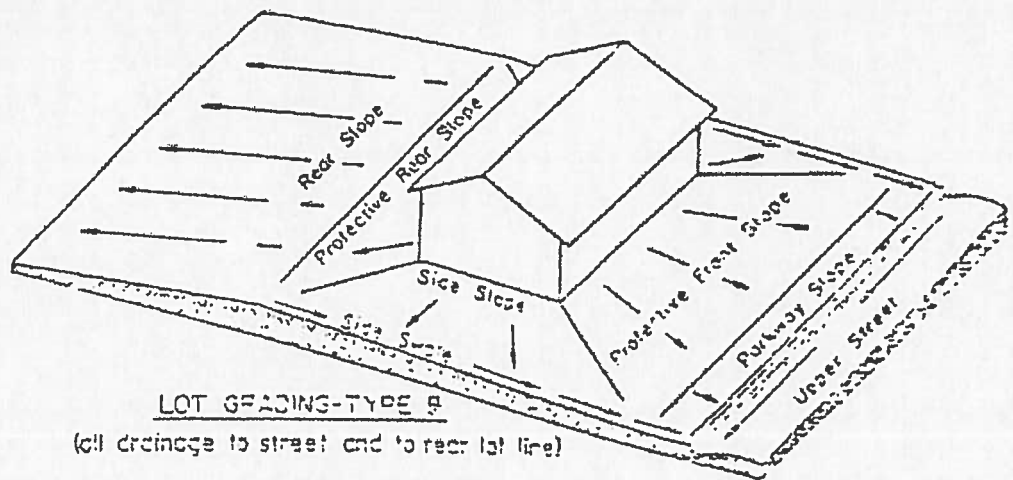 Rear Slope
Protective Rear Slope
Side Slope
Side
Swale
Protective Front Slope
Parkway Slope
Upper Street
LOT GRADING-TYPE B
(all drainage to street and to rear lot line)